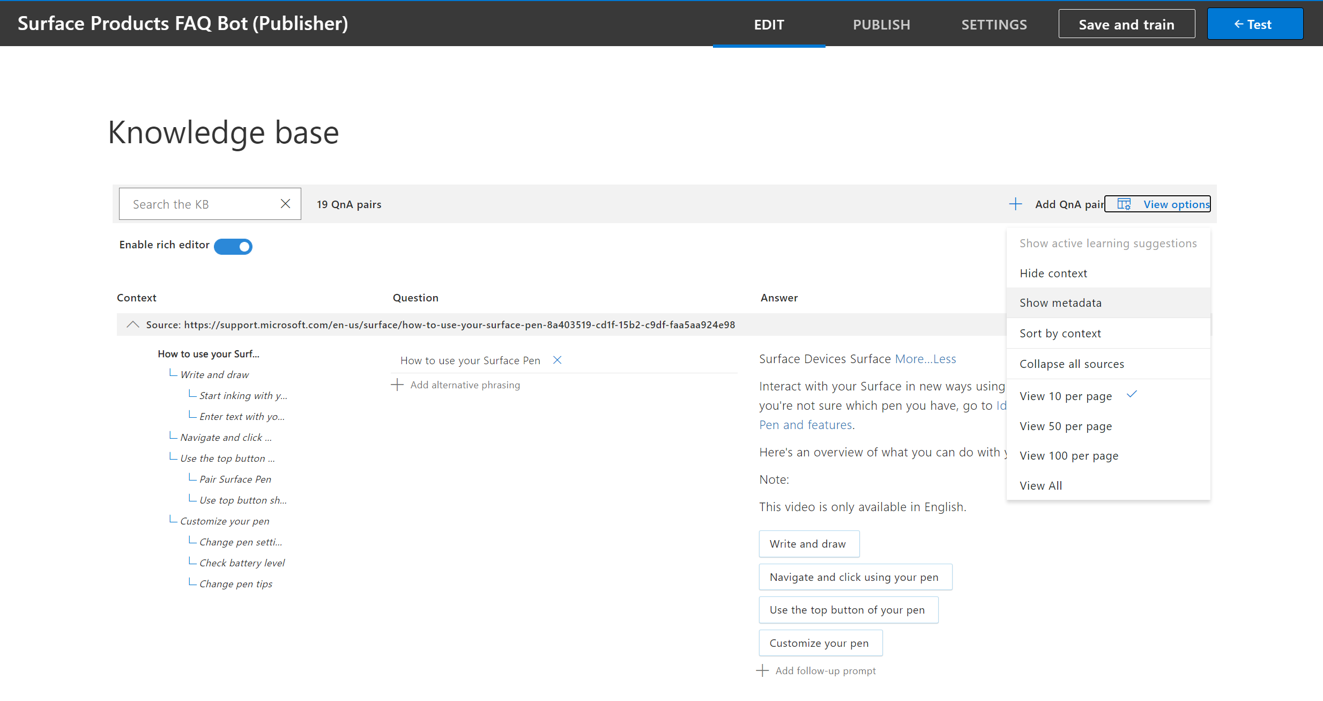 Surface Products FAQ Bot (Publisher)
EDIT
PUBLISH
SETTINGS
Save and train
← Test
Knowledge base
Search the KB
19 QnA pairs
Add QnA pair
View options
Enable rich editor
Show active learning suggestions
Hide context
Show metadata
Sort by context
Collapse all sources
View 10 per page
View 50 per page
View 100 per page
View All
Context
Question
Answer
Source: https://support.microsoft.com/en-us/surface/how-to-use-your-surface-pen-8a403519-cd1f-15b2-c9df-faa5aa924e98
How to use your Surf...
Write and draw
Start inking with y...
Enter text with yo...
Navigate and click ...
Use the top button ...
Pair Surface Pen
Use top button sh...
Customize your pen
Change pen setti...
Check battery level
Change pen tips
How to use your Surface Pen
Add alternative phrasing
Surface Devices Surface More...Less
Interact with your Surface in new ways using
you're not sure which pen you have, go to Id
Pen and features.
Here's an overview of what you can do with
Note:
This video is only available in English.
Write and draw
Navigate and click using your pen
Use the top button of your pen
Customize your pen
Add follow-up prompt